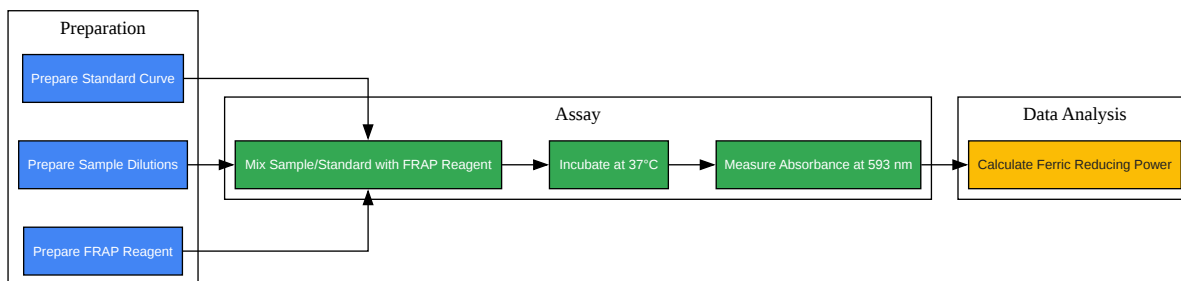 Preparation
Prepare Standard Curve
Prepare Sample Dilutions
Prepare FRAP Reagent
Assay
Mix Sample/Standard with FRAP Reagent
Incubate at 37°C
Measure Absorbance at 593 nm
Data Analysis
Calculate Ferric Reducing Power